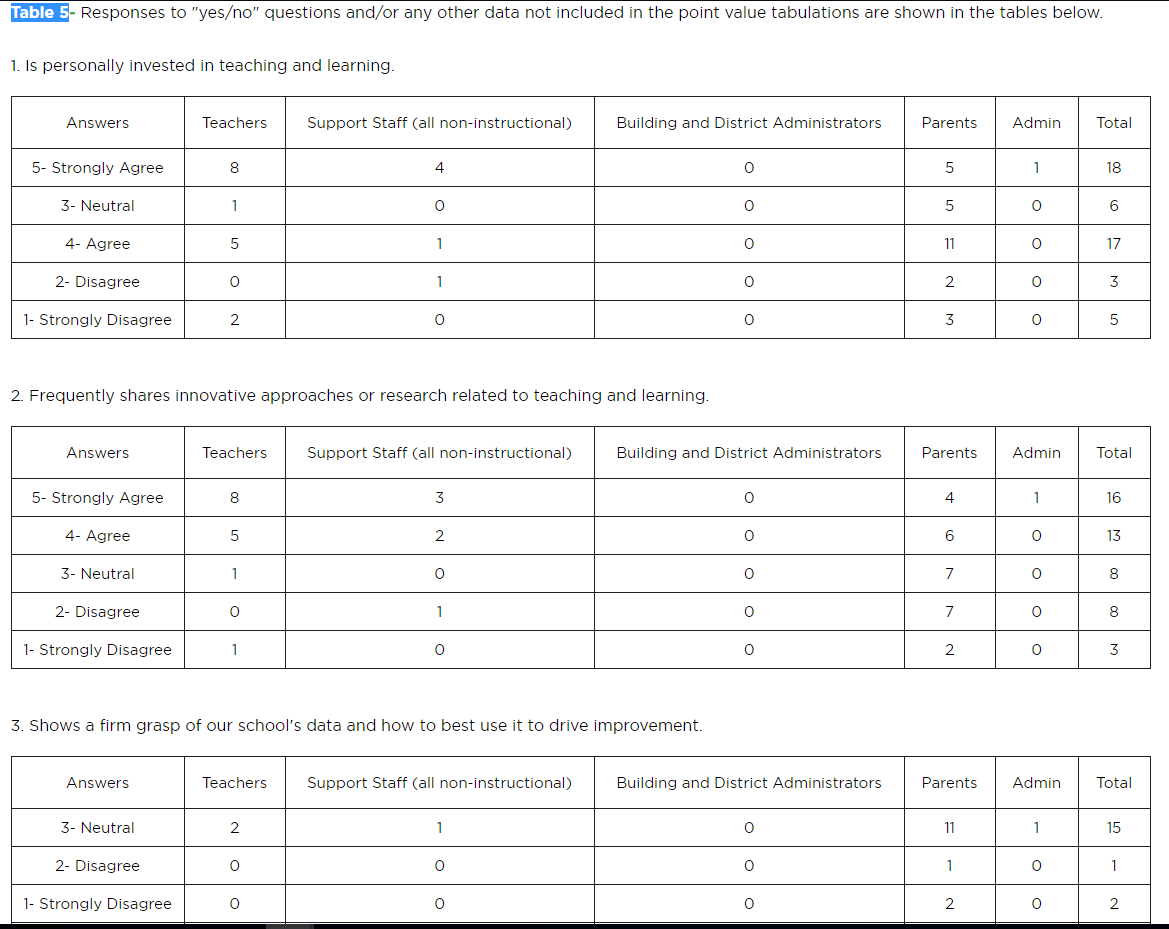 Table 5- Responses to "yes/no" questions and/or any other data not included in the point value tabulations are shown in the tables below.
1. Is personally invested in teaching and learning.
Answers Teachers Support Staff (all non-instructional) Building and District Administrators Parents Admin Total
5- Strongly Agree 8 4 0 5 1 18
3- Neutral 1 0 0 5 0 6
4- Agree 5 1 0 11 0 17
2- Disagree 0 1 0 2 0 3
1- Strongly Disagree 2 0 0 3 0 5
2. Frequently shares innovative approaches or research related to teaching and learning.
Answers Teachers Support Staff (all non-instructional) Building and District Administrators Parents Admin Total
5- Strongly Agree 8 3 0 4 1 16
4- Agree 5 2 0 6 0 13
3- Neutral 1 0 0 7 0 8
2- Disagree 0 1 0 7 0 8
1- Strongly Disagree 1 0 0 2 0 3
3. Shows a firm grasp of our school's data and how to best use it to drive improvement.
Answers Teachers Support Staff (all non-instructional) Building and District Administrators Parents Admin Total
3- Neutral 2 1 0 11 1 15
2- Disagree 0 0 0 1 0 1
1- Strongly Disagree 0 0 0 2 0 2